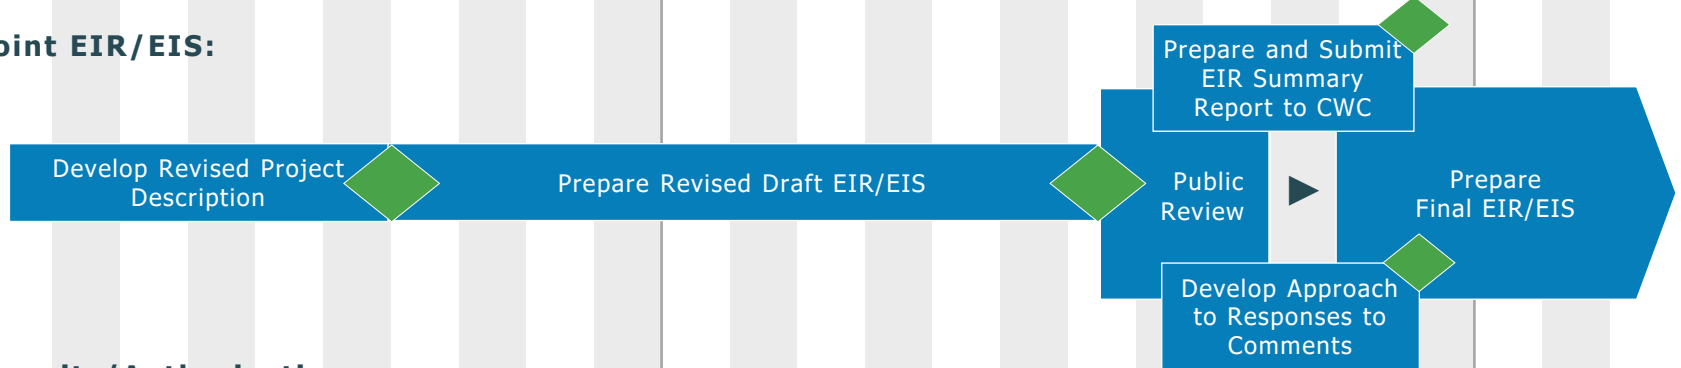 oint EIR/EIS:
Prepare and Submit
EIR Summary
Report to CWC
Develop Revised Project
Description
Prepare Revised Draft EIR/EIS
Public
Review
Prepare
Final EIR/EIS
Develop Approach
to Responses to
Comments